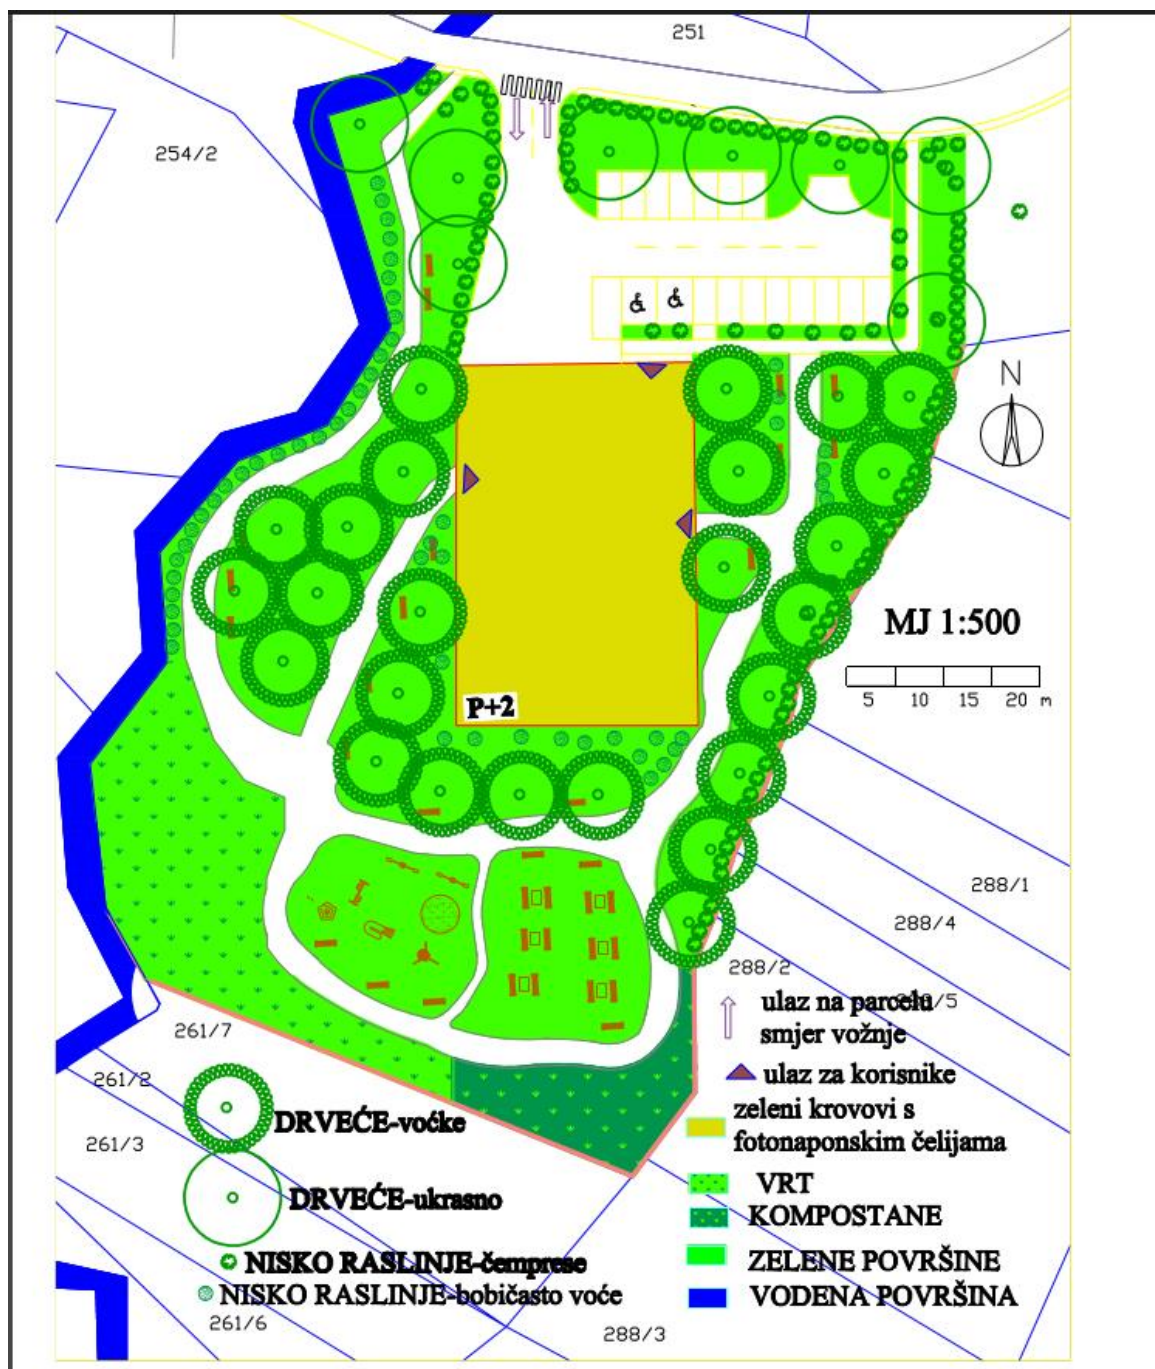 251
254/2
N
MJ 1:500
5 10 15 20 m
P+2
288/1
288/4
288/2
288/5
261/7
261/2
261/3
261/6
288/3
ulaz na parcelu
smjer vožnje
ulaz za korisnike
zeleni krovovi s
fotonaponskim čelijama
DRVEĆE-voćke
VRT
DRVEĆE-ukrasno
KOMPOSTANE
NISKO RASLINJE-čemprese
ZELENE POVRŠINE
NISKO RASLINJE-bobičasto voće
VODENA POVRŠINA